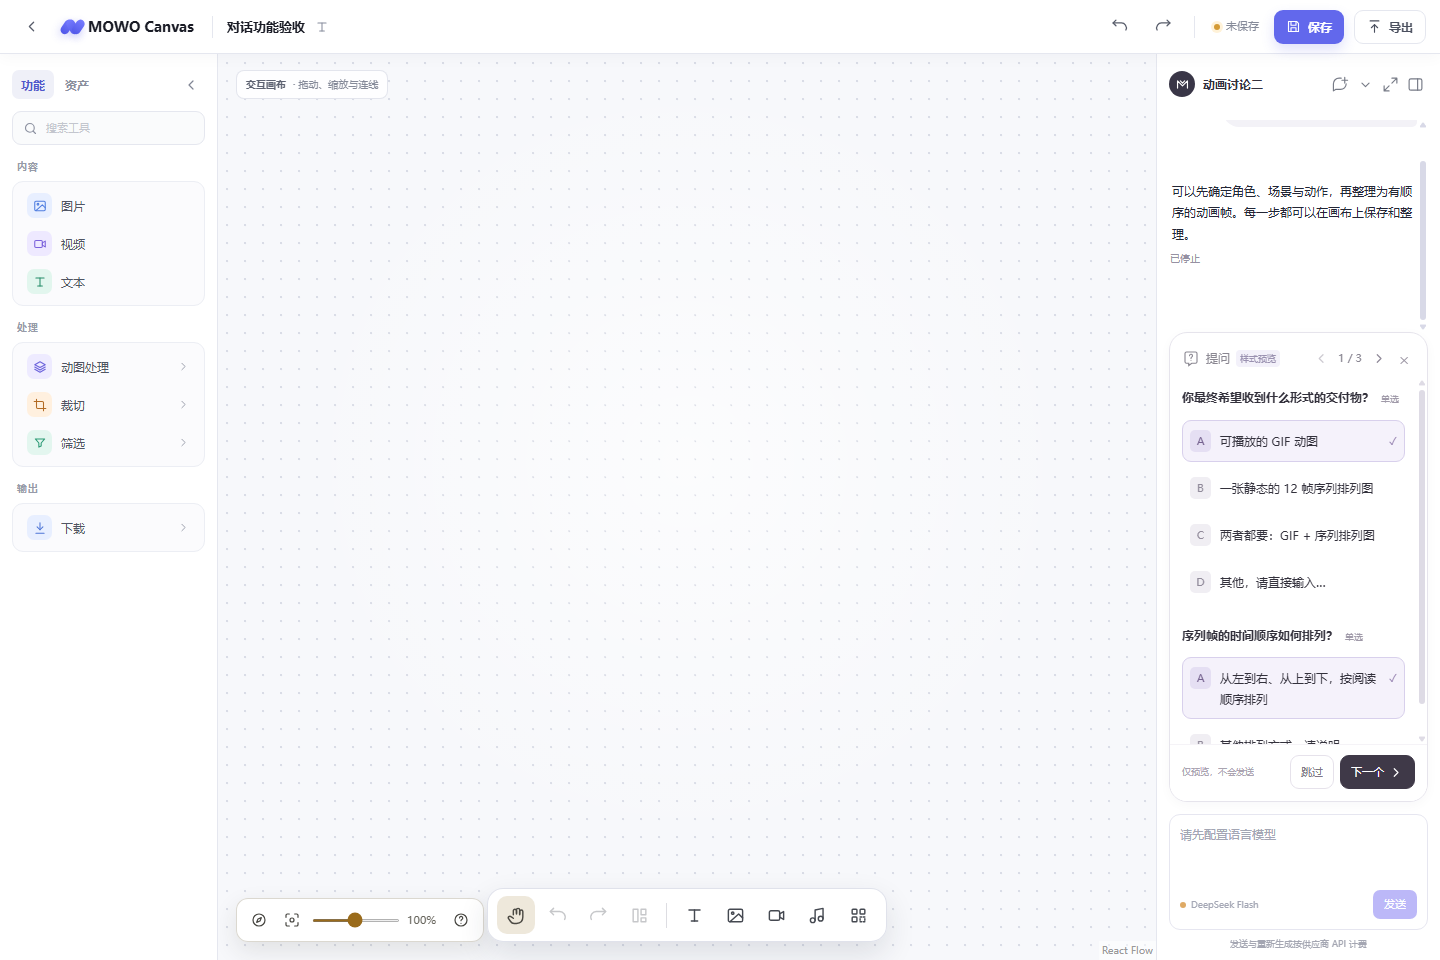 MOWO Canvas
对话功能验收
未保存
保存
导出
功能
资产
搜索工具
内容
图片
视频
文本
处理
动图处理
裁切
筛选
输出
下载
交互画布 · 拖动、缩放与连线
100%
React Flow
动画讨论二
可以先确定角色、场景与动作，再整理为有顺
序的动画帧。每一步都可以在画布上保存和整
理。
已停止
提问 样式预览 1 / 3
你最终希望收到什么形式的交付物？ 单选
A 可播放的 GIF 动图
B 一张静态的 12 帧序列排列图
C 两者都要：GIF + 序列排列图
D 其他，请直接输入...
序列帧的时间顺序如何排列？ 单选
A 从左到右、从上到下，按阅读
顺序排列
B 其他排列方式，请说明
仅预览，不会发送
跳过
下一个
请先配置语言模型
DeepSeek Flash
发送
发送与重新生成按供应商 API 计费